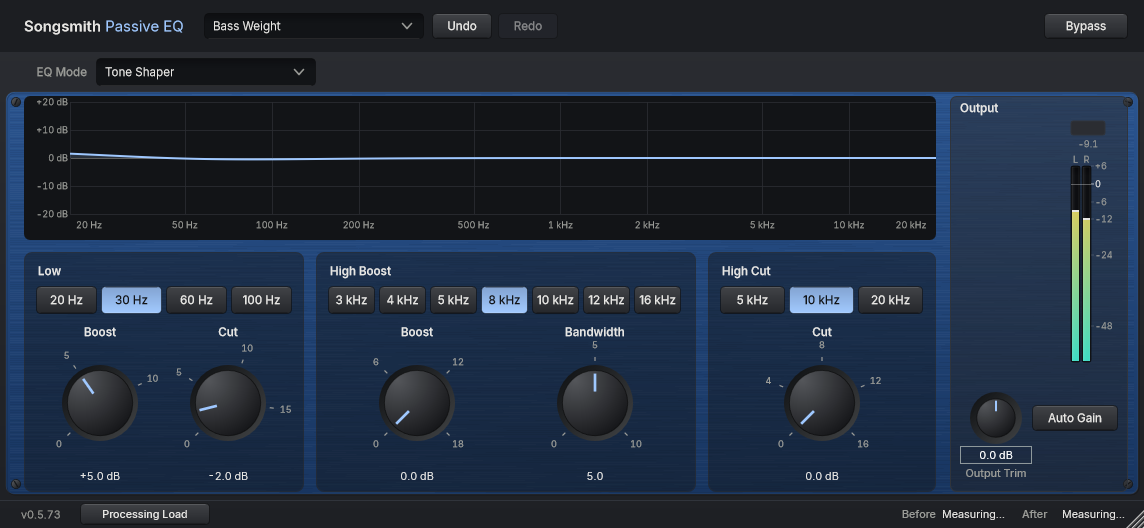 Songsmith Passive EQ
Bass Weight
Undo
Redo
Bypass
EQ Mode
Tone Shaper
+20 dB
+10 dB
0 dB
-10 dB
-20 dB
20 Hz
50 Hz
100 Hz
200 Hz
500 Hz
1 kHz
2 kHz
5 kHz
10 kHz
20 kHz
Output
-9.1
L R
+6
0
-6
-12
-24
-48
Low
20 Hz
30 Hz
60 Hz
100 Hz
Boost
0
5
10
+5.0 dB
Cut
0
5
10
15
-2.0 dB
High Boost
3 kHz
4 kHz
5 kHz
8 kHz
10 kHz
12 kHz
16 kHz
Boost
0
6
12
18
0.0 dB
Bandwidth
0
5
10
5.0
High Cut
5 kHz
10 kHz
20 kHz
Cut
0
4
8
12
16
0.0 dB
Auto Gain
0.0 dB
Output Trim
v0.5.73
Processing Load
Before Measuring...
After Measuring...